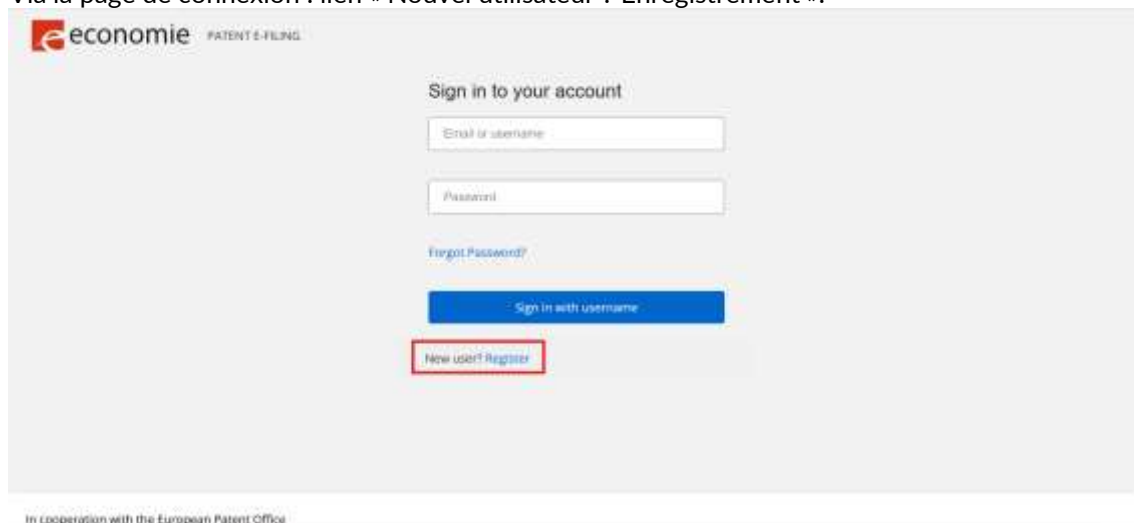 Via la page de connexion : lien « Nouvel utilisateur ? Enregistrement ».
economie PATENT E-FILING
Sign in to your account
Email or username
Password
Forgot Password?
Sign in with username
New user? Register
In cooperation with the European Patent Office